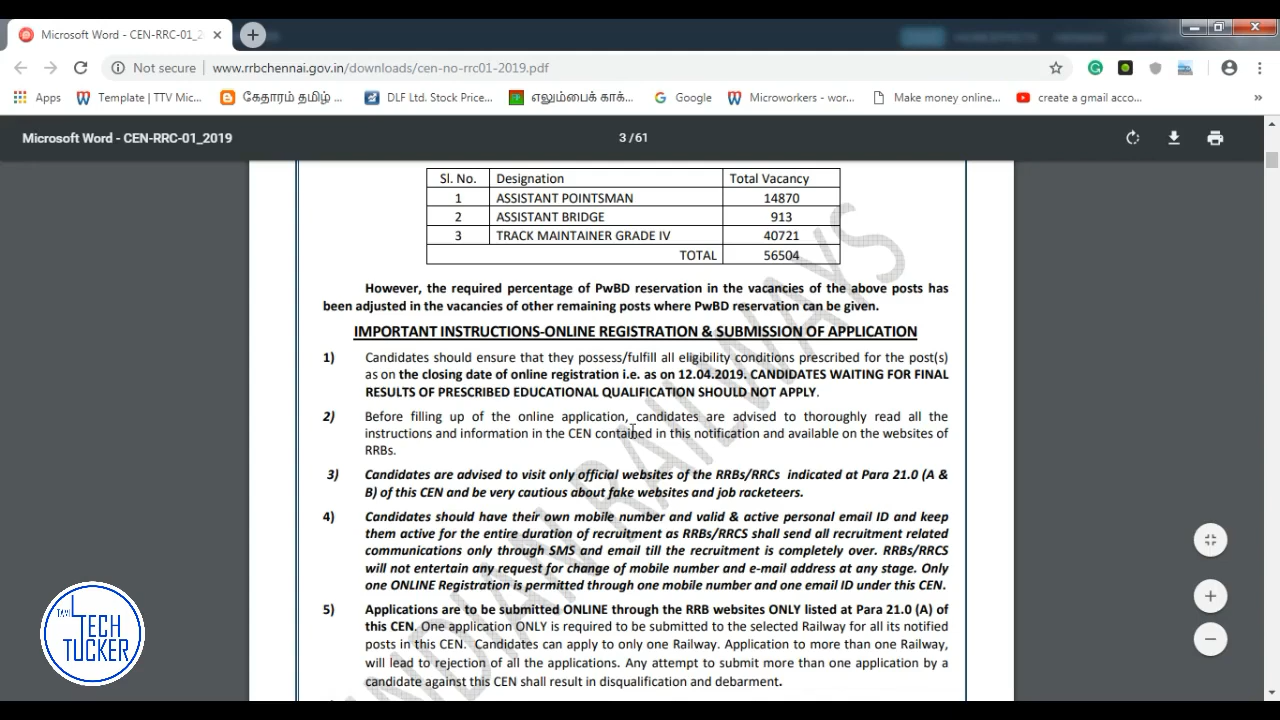 Microsoft Word - CEN-RRC-01_2
Not secure www.rrbchennai.gov.in/downloads/cen-no-rrc01-2019.pdf
Apps Template | TTV Mic... கேதாரம் தமிழ் ... DLF Ltd. Stock Price... எலும்பைக் காக்... Google Microworkers - wor... Make money online... create a gmail acco... »
Microsoft Word - CEN-RRC-01_2019 3 / 61
Sl. No. Designation Total Vacancy
1 ASSISTANT POINTSMAN 14870
2 ASSISTANT BRIDGE 913
3 TRACK MAINTAINER GRADE IV 40721
TOTAL 56504
However, the required percentage of PwBD reservation in the vacancies of the above posts has
been adjusted in the vacancies of other remaining posts where PwBD reservation can be given.
IMPORTANT INSTRUCTIONS-ONLINE REGISTRATION & SUBMISSION OF APPLICATION
1) Candidates should ensure that they possess/fulfill all eligibility conditions prescribed for the post(s)
as on the closing date of online registration i.e. as on 12.04.2019. CANDIDATES WAITING FOR FINAL
RESULTS OF PRESCRIBED EDUCATIONAL QUALIFICATION SHOULD NOT APPLY.
2) Before filling up of the online application, candidates are advised to thoroughly read all the
instructions and information in the CEN contained in this notification and available on the websites of
RRBs.
3) Candidates are advised to visit only official websites of the RRBs/RRCs indicated at Para 21.0 (A &
B) of this CEN and be very cautious about fake websites and job racketeers.
4) Candidates should have their own mobile number and valid & active personal email ID and keep
them active for the entire duration of recruitment as RRBs/RRCS shall send all recruitment related
communications only through SMS and email till the recruitment is completely over. RRBs/RRCS
will not entertain any request for change of mobile number and e-mail address at any stage. Only
one ONLINE Registration is permitted through one mobile number and one email ID under this CEN.
5) Applications are to be submitted ONLINE through the RRB websites ONLY listed at Para 21.0 (A) of
this CEN. One application ONLY is required to be submitted to the selected Railway for all its notified
posts in this CEN. Candidates can apply to only one Railway. Application to more than one Railway,
will lead to rejection of all the applications. Any attempt to submit more than one application by a
candidate against this CEN shall result in disqualification and debarment.
INDIAN RAILWAYS
TECH
TUCKER